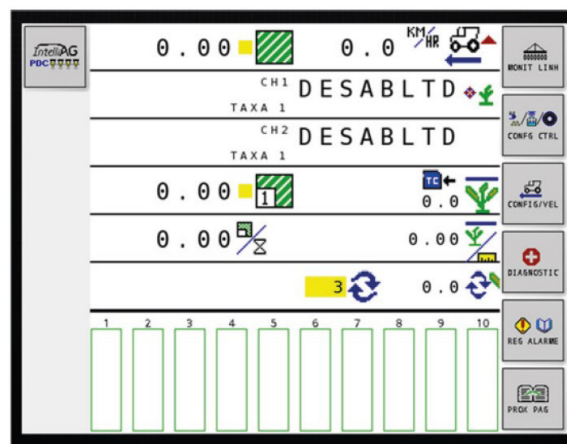 IntelliAG
PDC
0.00 0.0 KM/HR
MONIT LINH
CH1 DESABLTD
TAXA 1
CONFG CTRL
CH2 DESABLTD
TAXA 1
0.00 1 TC 0.0
CONFIG/VEL
0.00 0.00
DIAGNOSTIC
3 0.0
REG ALARME
1 2 3 4 5 6 7 8 9 10
PROX PAG